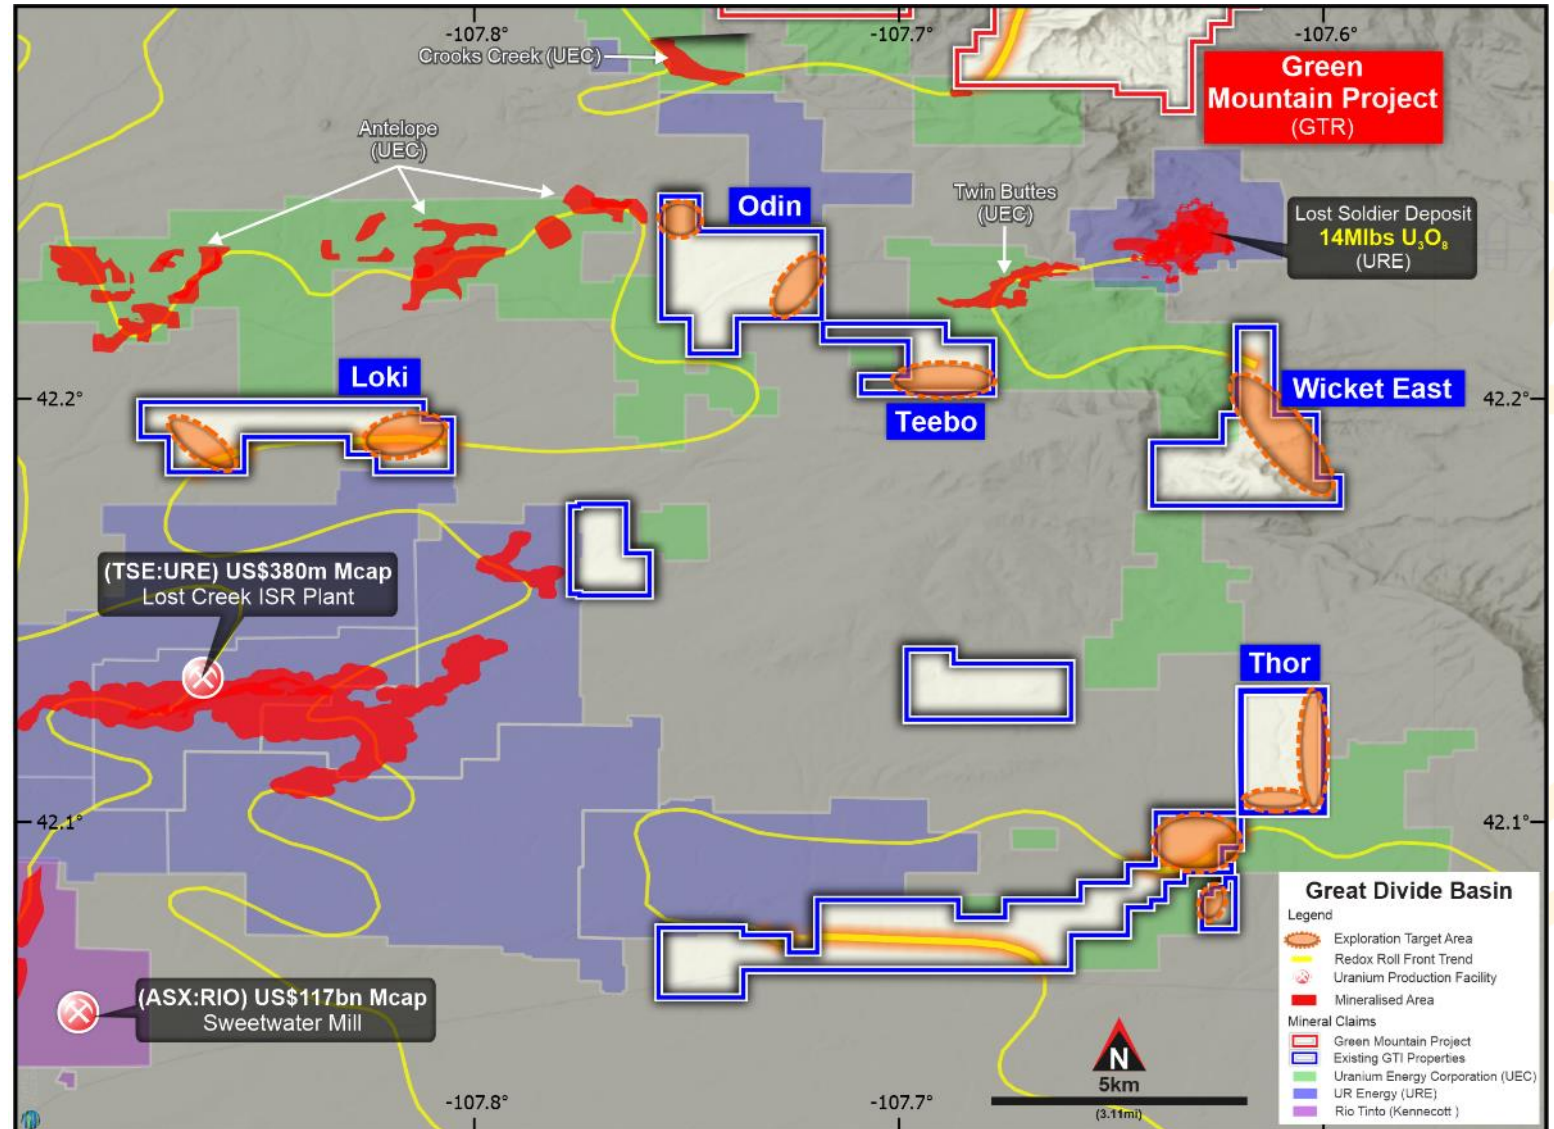 -107.8°
-107.7°
-107.6°
Crooks Creek (UEC)
Green
Mountain Project
(GTR)
Antelope
(UEC)
Odin
Twin Buttes
(UEC)
Lost Soldier Deposit
14Mlbs U₃O₈
(URE)
Loki
42.2°
Teebo
Wicket East
42.2°
(TSE:URE) US$380m Mcap
Lost Creek ISR Plant
Thor
42.1°
42.1°
(ASX:RIO) US$117bn Mcap
Sweetwater Mill
N
5km
(3.11mi)
-107.8°
-107.7°
Great Divide Basin
Legend
Exploration Target Area
Redox Roll Front Trend
Uranium Production Facility
Mineralised Area
Mineral Claims
Green Mountain Project
Existing GTI Properties
Uranium Energy Corporation (UEC)
UR Energy (URE)
Rio Tinto (Kennecott )